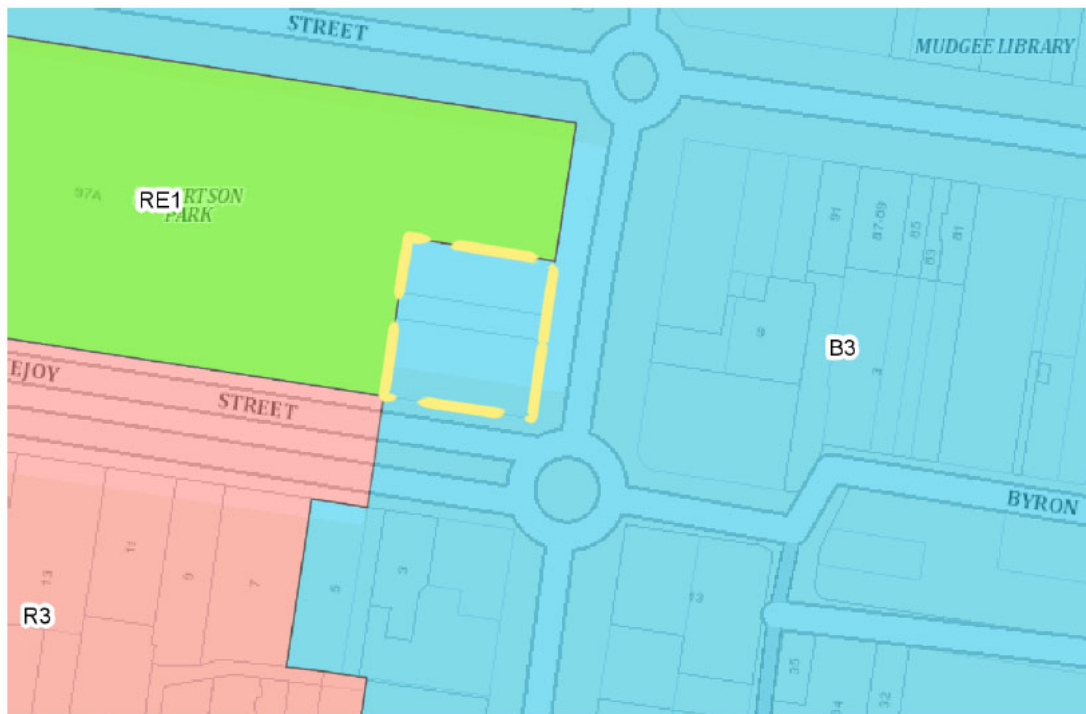 STREET
MUDGEE LIBRARY
97A
RE1
RTSON
PARK
91
87-89
85
83
81
9
B3
3
EJOY
STREET
BYRON
13
11
9
7
5
3
R3
13
35
34
32